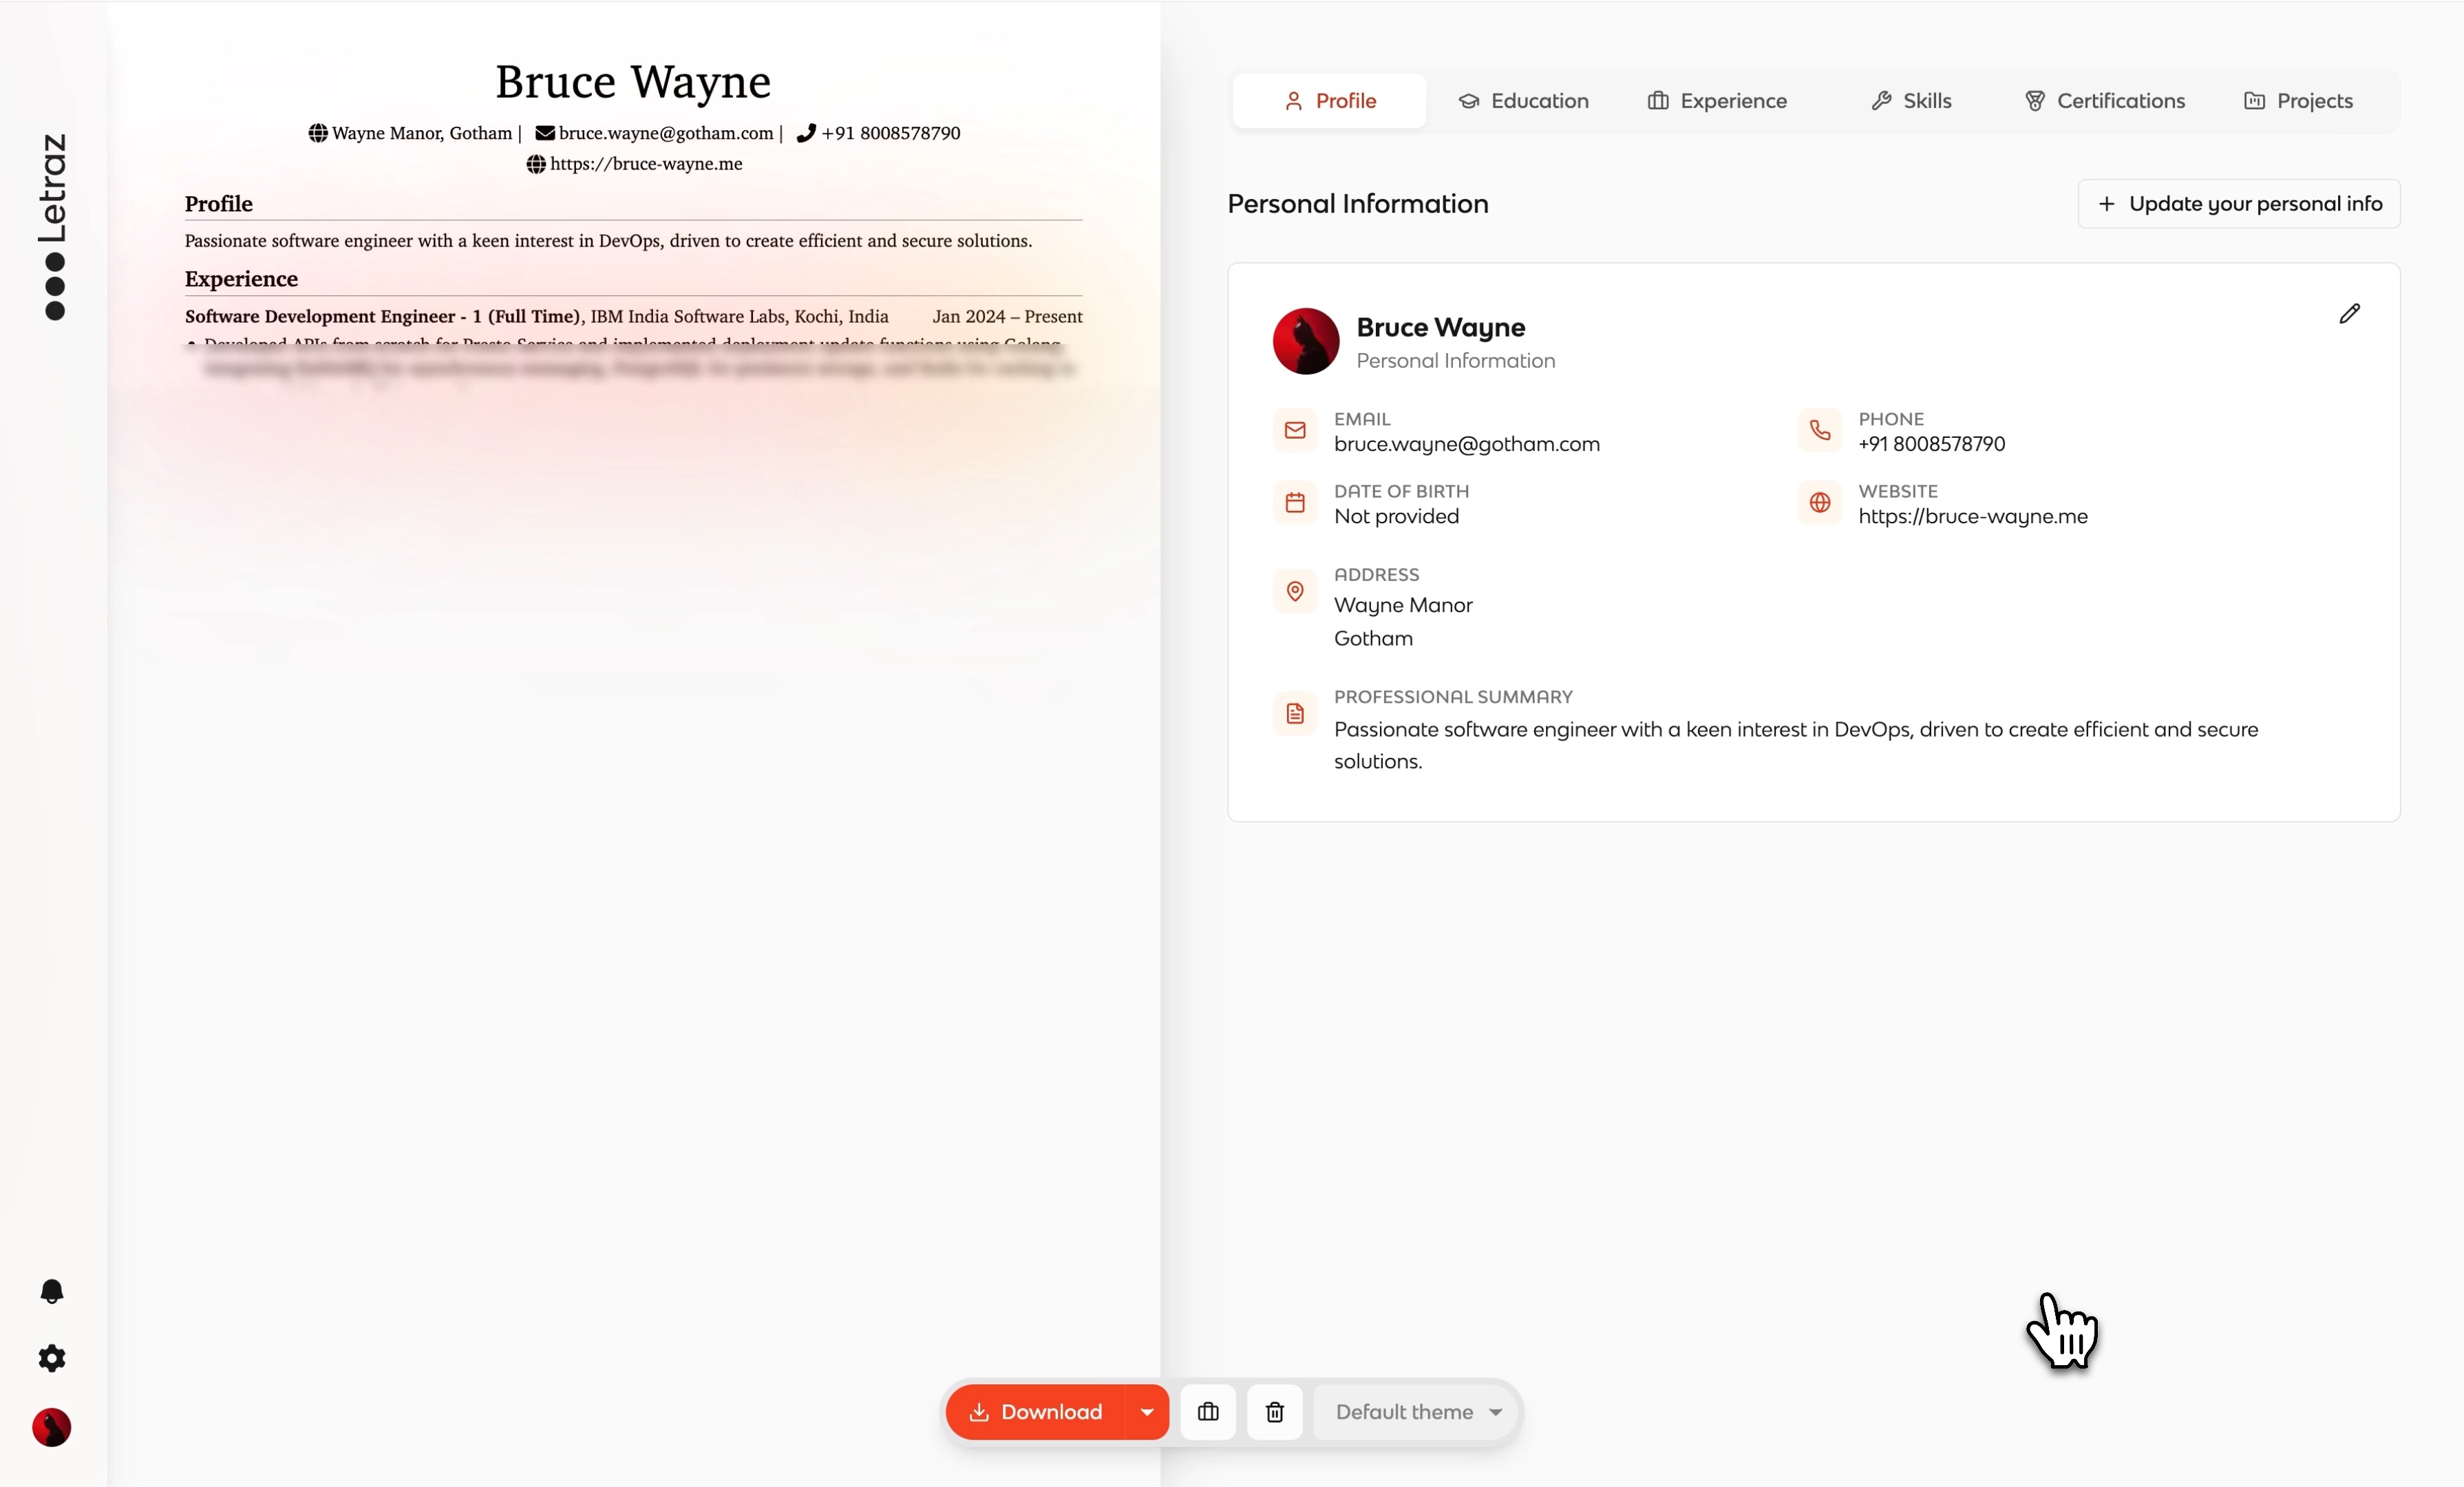 Letraz
Bruce Wayne
Wayne Manor, Gotham | bruce.wayne@gotham.com | +91 8008578790
https://bruce-wayne.me
Profile
Passionate software engineer with a keen interest in DevOps, driven to create efficient and secure solutions.
Experience
Software Development Engineer - 1 (Full Time), IBM India Software Labs, Kochi, India Jan 2024 – Present
Developed APIs from scratch for Presto Service and implemented deployment update functions using Golang,
Profile Education Experience Skills Certifications Projects
Personal Information
+ Update your personal info
Bruce Wayne
Personal Information
EMAIL
bruce.wayne@gotham.com
PHONE
+91 8008578790
DATE OF BIRTH
Not provided
WEBSITE
https://bruce-wayne.me
ADDRESS
Wayne Manor
Gotham
PROFESSIONAL SUMMARY
Passionate software engineer with a keen interest in DevOps, driven to create efficient and secure
solutions.
Download
Default theme